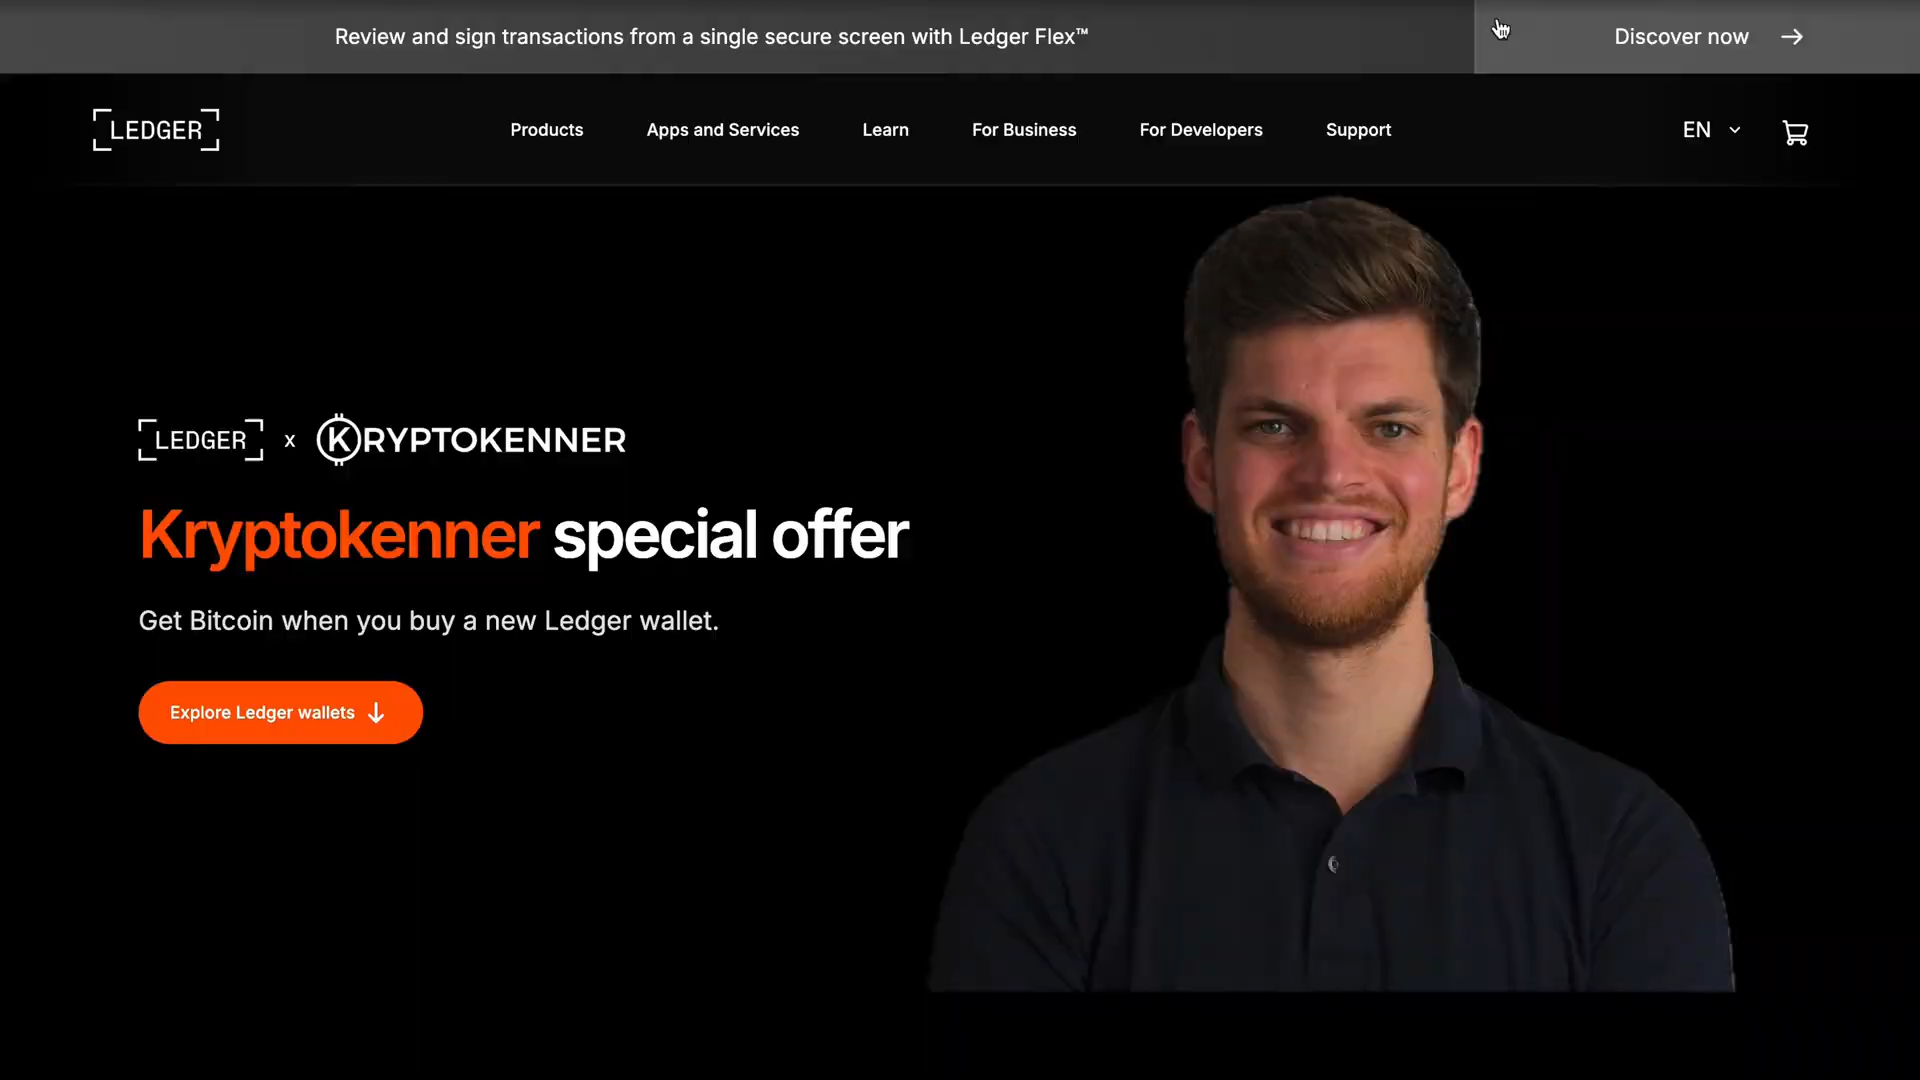 Review and sign transactions from a single secure screen with Ledger Flex™
Discover now
LEDGER
Products
Apps and Services
Learn
For Business
For Developers
Support
EN
LEDGER x KRYPTOKENNER
Kryptokenner special offer
Get Bitcoin when you buy a new Ledger wallet.
Explore Ledger wallets